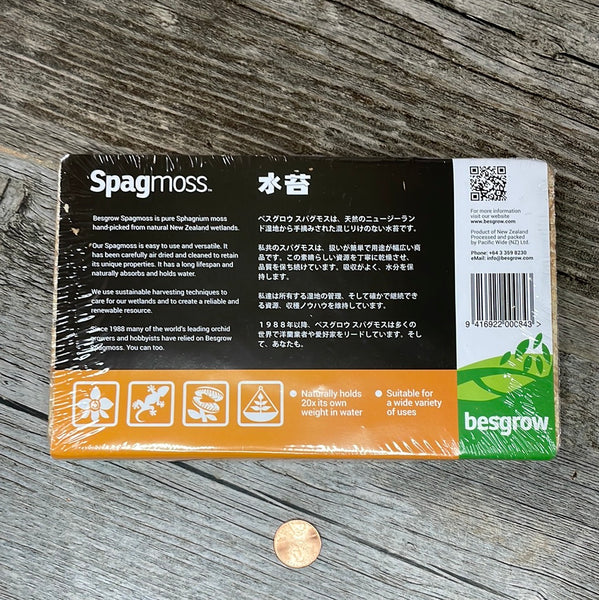 Spagmoss.
Besgrow Spagmoss is pure Sphagnium moss
hand-picked from natural New Zealand wetlands.
Our Spagmoss is easy to use and versatile. It
has been carefully air dried and cleaned to retain
its unique properties. It has a long lifespan and
naturally absorbs and holds water.
We use sustainable harvesting techniques to
care for our wetlands and to create a reliable and
renewable resource.
Since 1988 many of the world's leading orchid
growers and hobbyists have relied on Besgrow
Spagmoss. You can too.
水苔
ベスグロウ スパグモスは、天然のニュージーラン
ド湿地から手摘みされた混じりけのない水苔です。
私共のスパグモスは、扱いが簡単で用途が幅広い商
品です。この素晴らしい資源を丁寧に乾燥させ、
品質を保ち続けています。吸収がよく、水分を保
持します。
私達は所有する湿地の管理、そして確かで継続できる
資源、収穫ノウハウを維持しています。
１９８８年以降、ベスグロウ スパグモスは多くの
世界で洋蘭業者や愛好家をリードしています。そし
て、あなたも。
Naturally holds
20x its own
weight in water
Suitable for
a wide variety
of uses
For more information
visit our website.
www.besgrow.com
Product of New Zealand
Processed and packed
by Pacific Wide (NZ) Ltd.
Phone: +64 3 359 8230
eMail: info@besgrow.com
9 416922 000943 >
besgrow